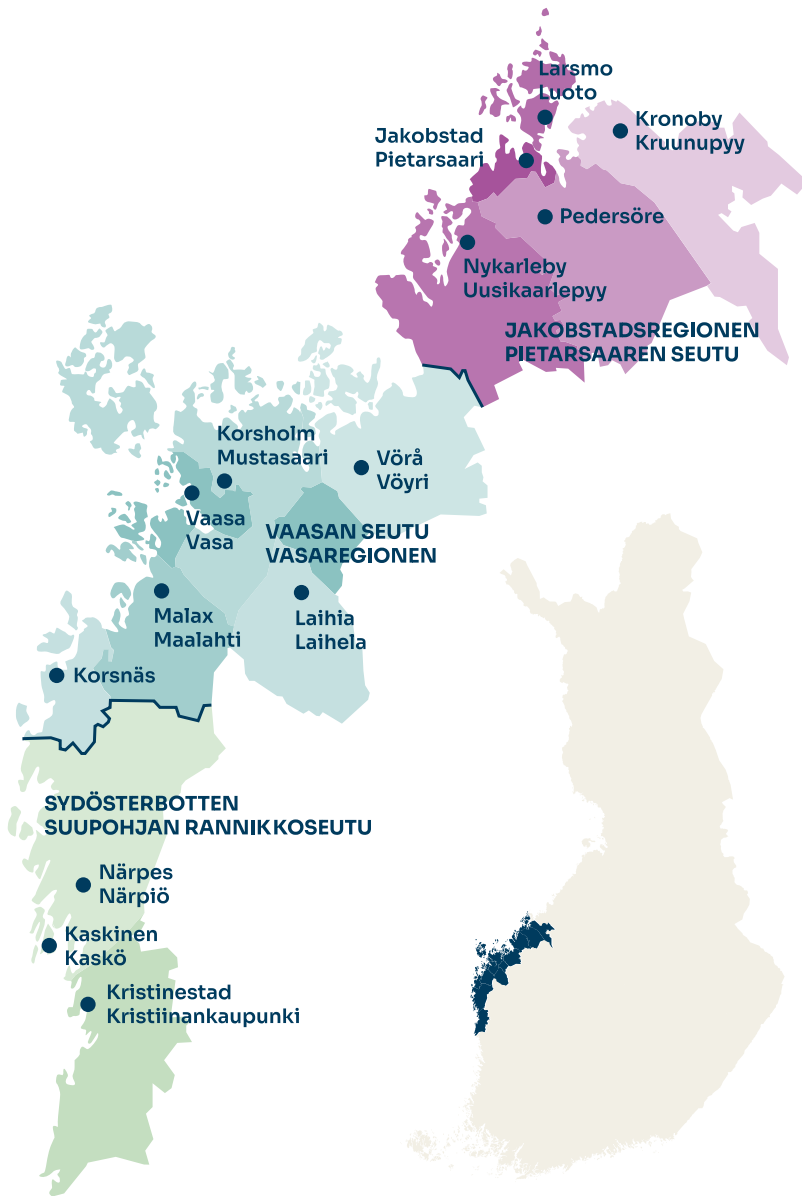 Larsmo
Luoto
Kronoby
Kruunupyy
Jakobstad
Pietarsaari
Pedersöre
Nykarleby
Uusikaarlepyy
JAKOBSTADSREGIONEN
PIETARSAAREN SEUTU
Korsholm
Mustasaari
Vörå
Vöyri
Vaasa
Vasa
VAASAN SEUTU
VASAREGIONEN
Malax
Maalahti
Laihia
Laihela
Korsnäs
SYDÖSTERBOTTEN
SUUPOHJAN RANNIKKOSEUTU
Närpes
Närpiö
Kaskinen
Kaskö
Kristinestad
Kristiinankaupunki